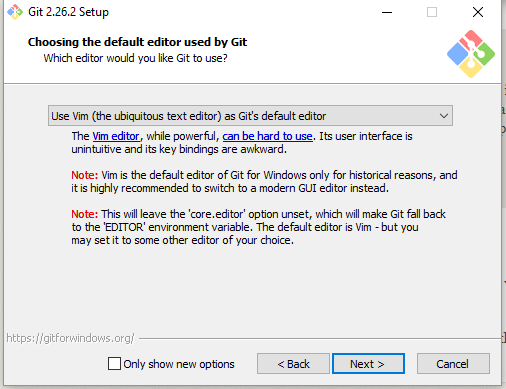 Git 2.26.2 Setup
Choosing the default editor used by Git
Which editor would you like Git to use?
Use Vim (the ubiquitous text editor) as Git's default editor
The Vim editor, while powerful, can be hard to use. Its user interface is
unintuitive and its key bindings are awkward.
Note: Vim is the default editor of Git for Windows only for historical reasons, and
it is highly recommended to switch to a modern GUI editor instead.
Note: This will leave the 'core.editor' option unset, which will make Git fall back
to the 'EDITOR' environment variable. The default editor is Vim - but you
may set it to some other editor of your choice.
https://gitforwindows.org/
Only show new options
< Back
Next >
Cancel